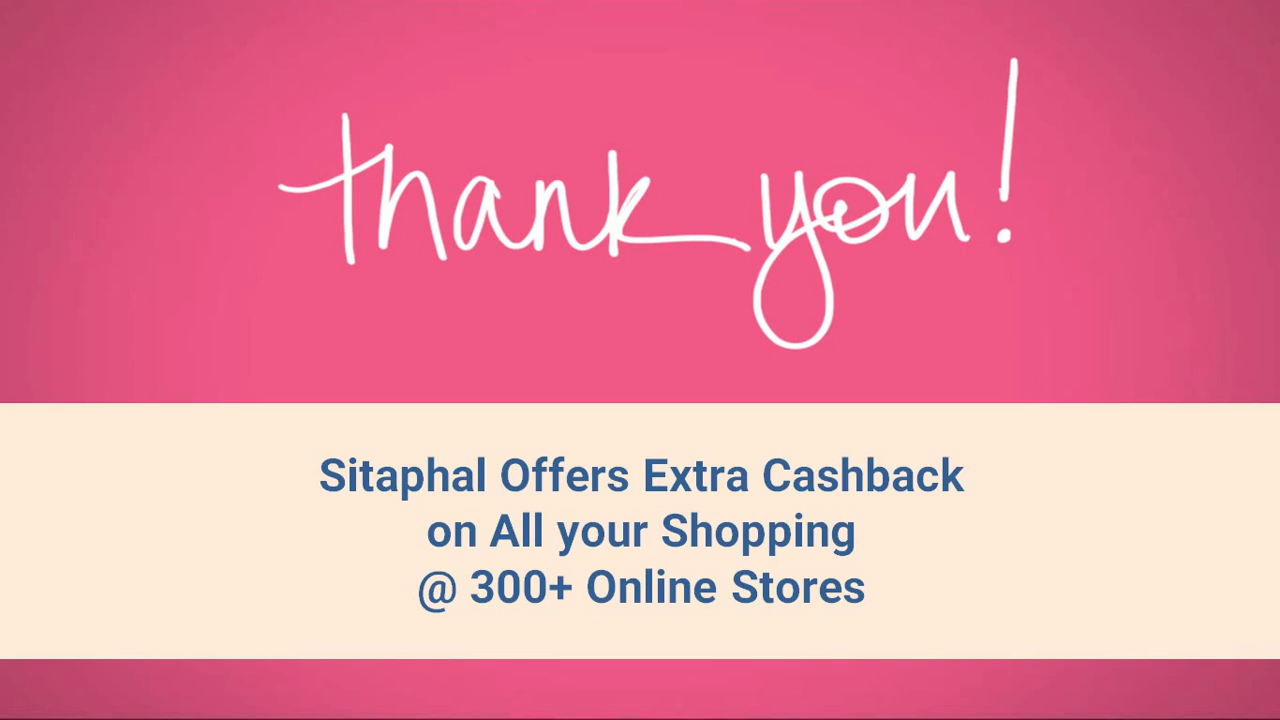 thank you!
Sitaphal Offers Extra Cashback
on All your Shopping
@ 300+ Online Stores